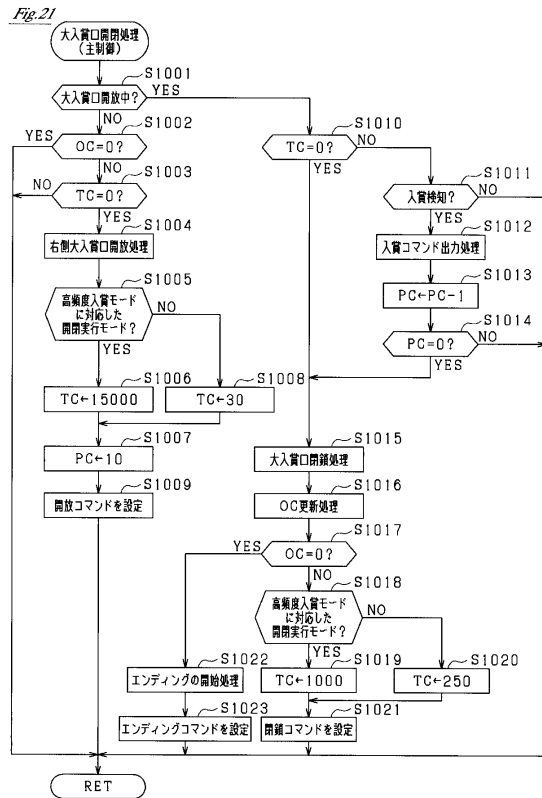 Fig.21
大入賞口開閉処理
(主制御)
S1001
大入賞口開放中?
YES
NO
S1002
OC=0?
YES
NO
S1003
TC=0?
NO
YES
S1004
右側大入賞口開放処理
S1005
高頻度入賞モード
に対応した
開閉実行モード?
NO
YES
S1006
TC←15000
S1008
TC←30
S1007
PC←10
S1009
開放コマンドを設定
S1010
TC=0?
NO
YES
S1011
入賞検知?
NO
YES
S1012
入賞コマンド出力処理
S1013
PC←PC-1
S1014
PC=0?
NO
YES
S1015
大入賞口閉鎖処理
S1016
OC更新処理
S1017
OC=0?
YES
NO
S1018
高頻度入賞モード
に対応した
開閉実行モード?
NO
YES
S1022
エンディングの開始処理
S1019
TC←1000
S1020
TC←250
S1023
エンディングコマンドを設定
S1021
閉鎖コマンドを設定
RET